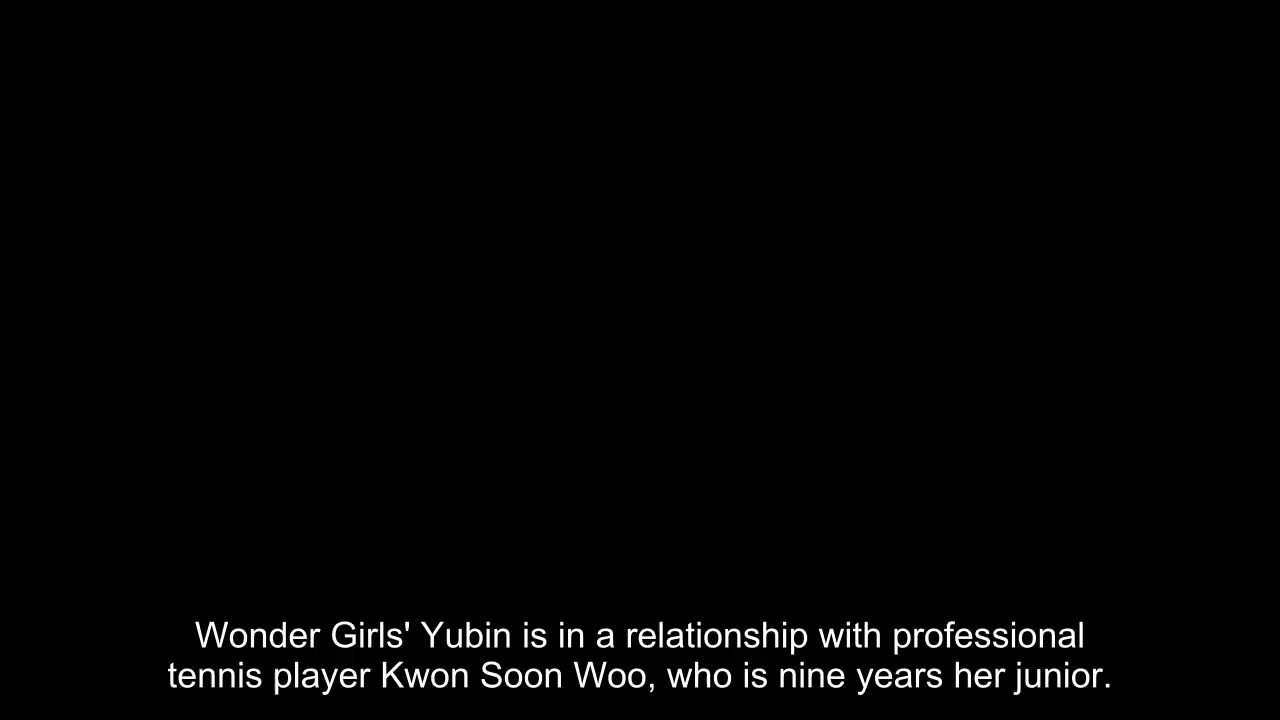 Wonder Girls' Yubin is in a relationship with professional
tennis player Kwon Soon Woo, who is nine years her junior.